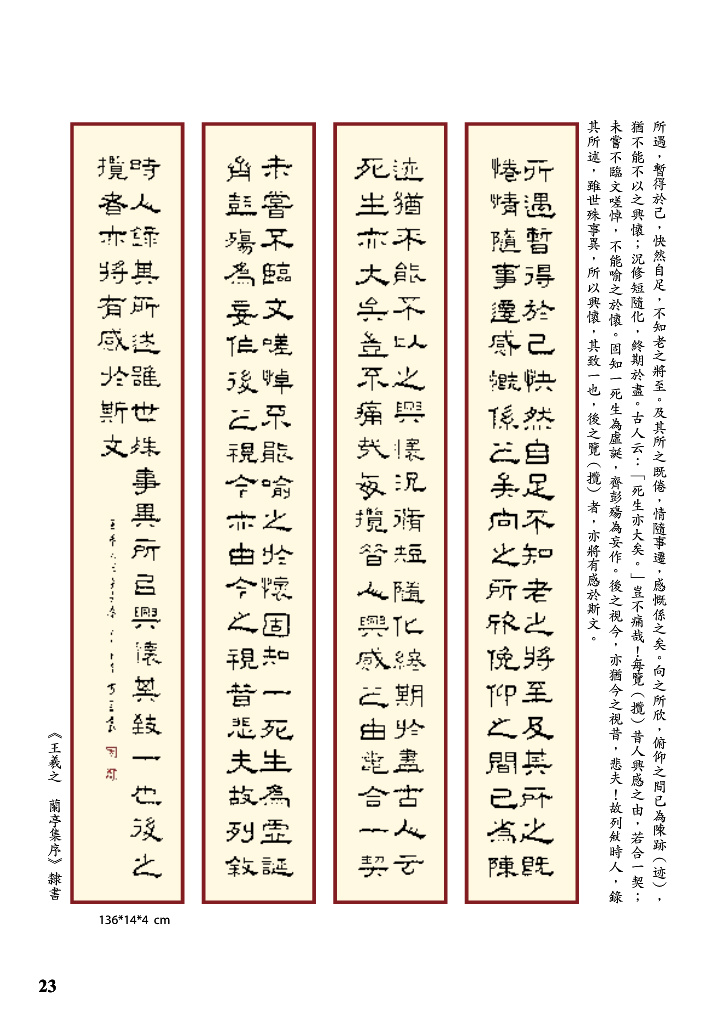 所遇，暫得於己，快然自足，不知老之將至。及其所之既倦，情隨事遷，感慨係之矣。向之所欣，俯仰之間已為陳跡（迹），
猶不能不以之興懷；況修短隨化，終期於盡。古人云：「死生亦大矣。」豈不痛哉！每覽（攬）昔人興感之由，若合一契；
未嘗不臨文嗟悼，不能喻之於懷。固知一死生為虛誕，齊彭殤為妄作。後之視今，亦猶今之視昔，悲夫！故列敘時人，錄
其所述，雖世殊事異，所以興懷，其致一也，後之覽（攬）者，亦將有感於斯文。
所遇暫得於己快然自足不知老之將至及其所之既
惓情隨事遷感慨係之矣向之所欣俛仰之間已為陳
迹猶不能不以之興懷況脩短隨化終期於盡古人云
死生亦大矣豈不痛哉每攬昔人興感之由若合一契
未嘗不臨文嗟悼不能喻之於懷固知一死生為虛誕
齊彭殤為妄作後之視今亦由今之視昔悲夫故列敘
時人錄其所述雖世殊事異所以興懷其致一也後之
攬者亦將有感於斯文
《王羲之　蘭亭集序》隸書
136*14*4 cm
23